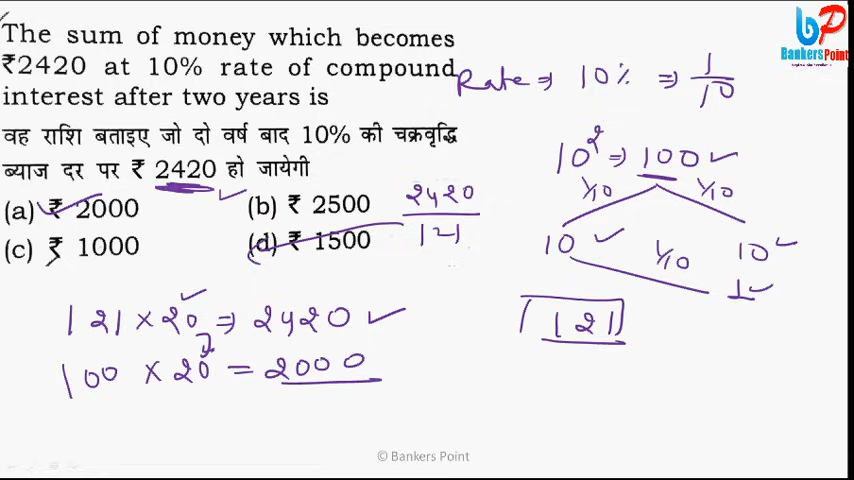 The sum of money which becomes
₹2420 at 10% rate of compound
interest after two years is
वह राशि बताइए जो दो वर्ष बाद 10% की चक्रवृद्धि
ब्याज दर पर ₹ 2420 हो जायेगी
(a) ₹ 2000 (b) ₹ 2500
(c) ₹ 1000 (d) ₹ 1500
2420
121
121 × 20 ⇒ 2420 ✓
100 × 20 = 2000
bP
BankersPoint
Rate ⇒ 10% ⇒ 1/10
10² ⇒ 100 ✓
1/10 1/10
10 ✓ 1/10 10 ✓
1 ✓
121
© Bankers Point